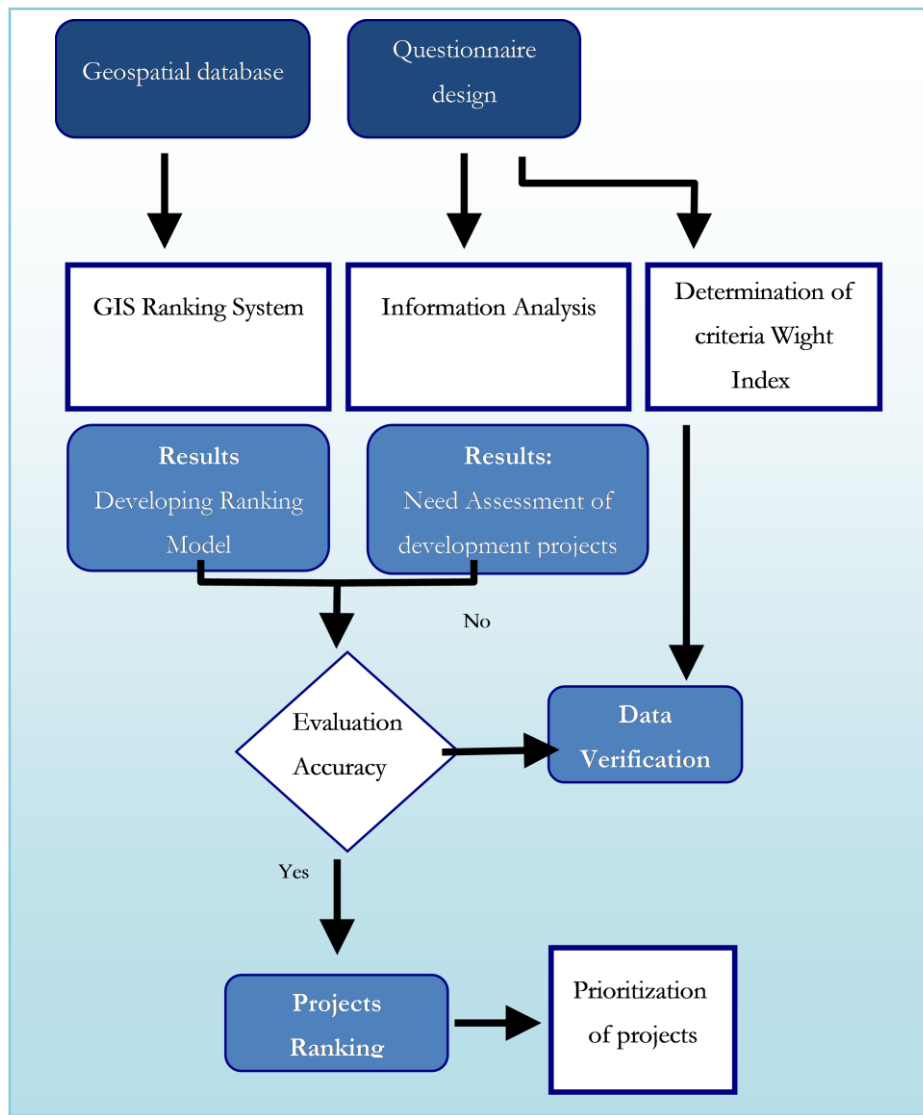 Geospatial database
Questionnaire
design
GIS Ranking System
Information Analysis
Determination of
criteria Wight
Index
Results
Developing Ranking
Model
Results:
Need Assessment of
development projects
No
Evaluation
Accuracy
Data
Verification
Yes
Projects
Ranking
Prioritization
of projects